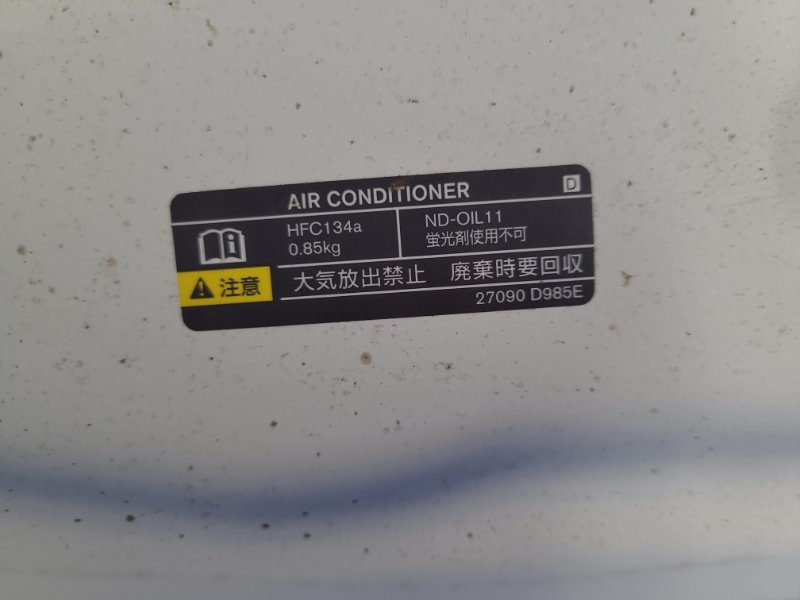 AIR CONDITIONER D
HFC134a
0.85kg
ND-OIL11
蛍光剤使用不可
注意
大気放出禁止 廃棄時要回収
27090 D985E